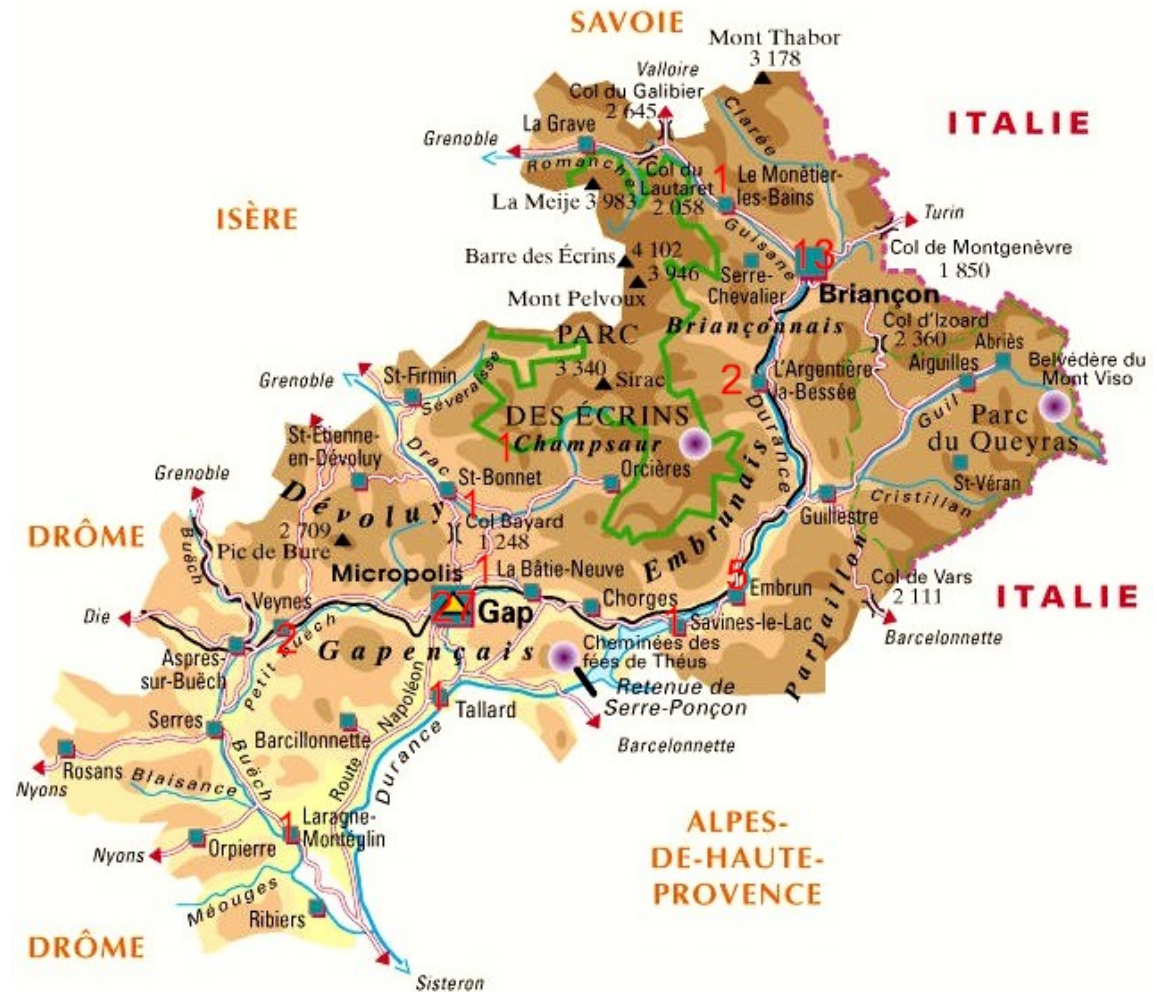 SAVOIE
Mont Thabor
3 178
Valloire
Col du Galibier
2 645
Clarée
ITALIE
La Grave
Grenoble
Romanche
Col du
Lautaret
2 058
1
Le Monêtier-
les-Bains
La Meije 3 983
ISÈRE
Turin
Guisane
13
Col de Montgenèvre
1 850
Barre des Écrins
4 102
3 946
Serre-
Chevalier
Mont Pelvoux
Briançon
Briançonnais
Col d'Izoard
2 360
Abriès
PARC
Aiguilles
Belvédère du
Mont Viso
3 340
Sirac
2
L'Argentière
-la-Bessée
Grenoble
St-Firmin
Séveraisse
DES ÉCRINS
Durance
Guil
Parc
du Queyras
Champsaur
1
St-Etienne-
en-Dévoluy
Drac
St-Bonnet
Orcières
St-Véran
Grenoble
Dévoluy
1
Guillestre
Cristillan
DRÔME
Buëch
2 709
Pic de Bure
Col Bayard
1 248
Embrunais
Micropolis
1
La Bâtie-Neuve
5
Embrun
Col de Vars
2 111
ITALIE
Die
Veynes
Gap
Chorges
1
Savines-le-Lac
Barcelonnette
Parpaillon
2
Petit Buëch
Gapençais
Cheminées des
fées de Théus
Aspres-
sur-Buëch
Retenue de
Serre-Ponçon
Serres
Barcillonnette
Route Napoléon
1
Tallard
Barcelonnette
Rosans
Nyons
Blaisance
Buëch
Durance
1
Laragne-
Montéglin
ALPES-
DE-HAUTE-
PROVENCE
Nyons
Orpierre
Méouges
Ribiers
DRÔME
Sisteron